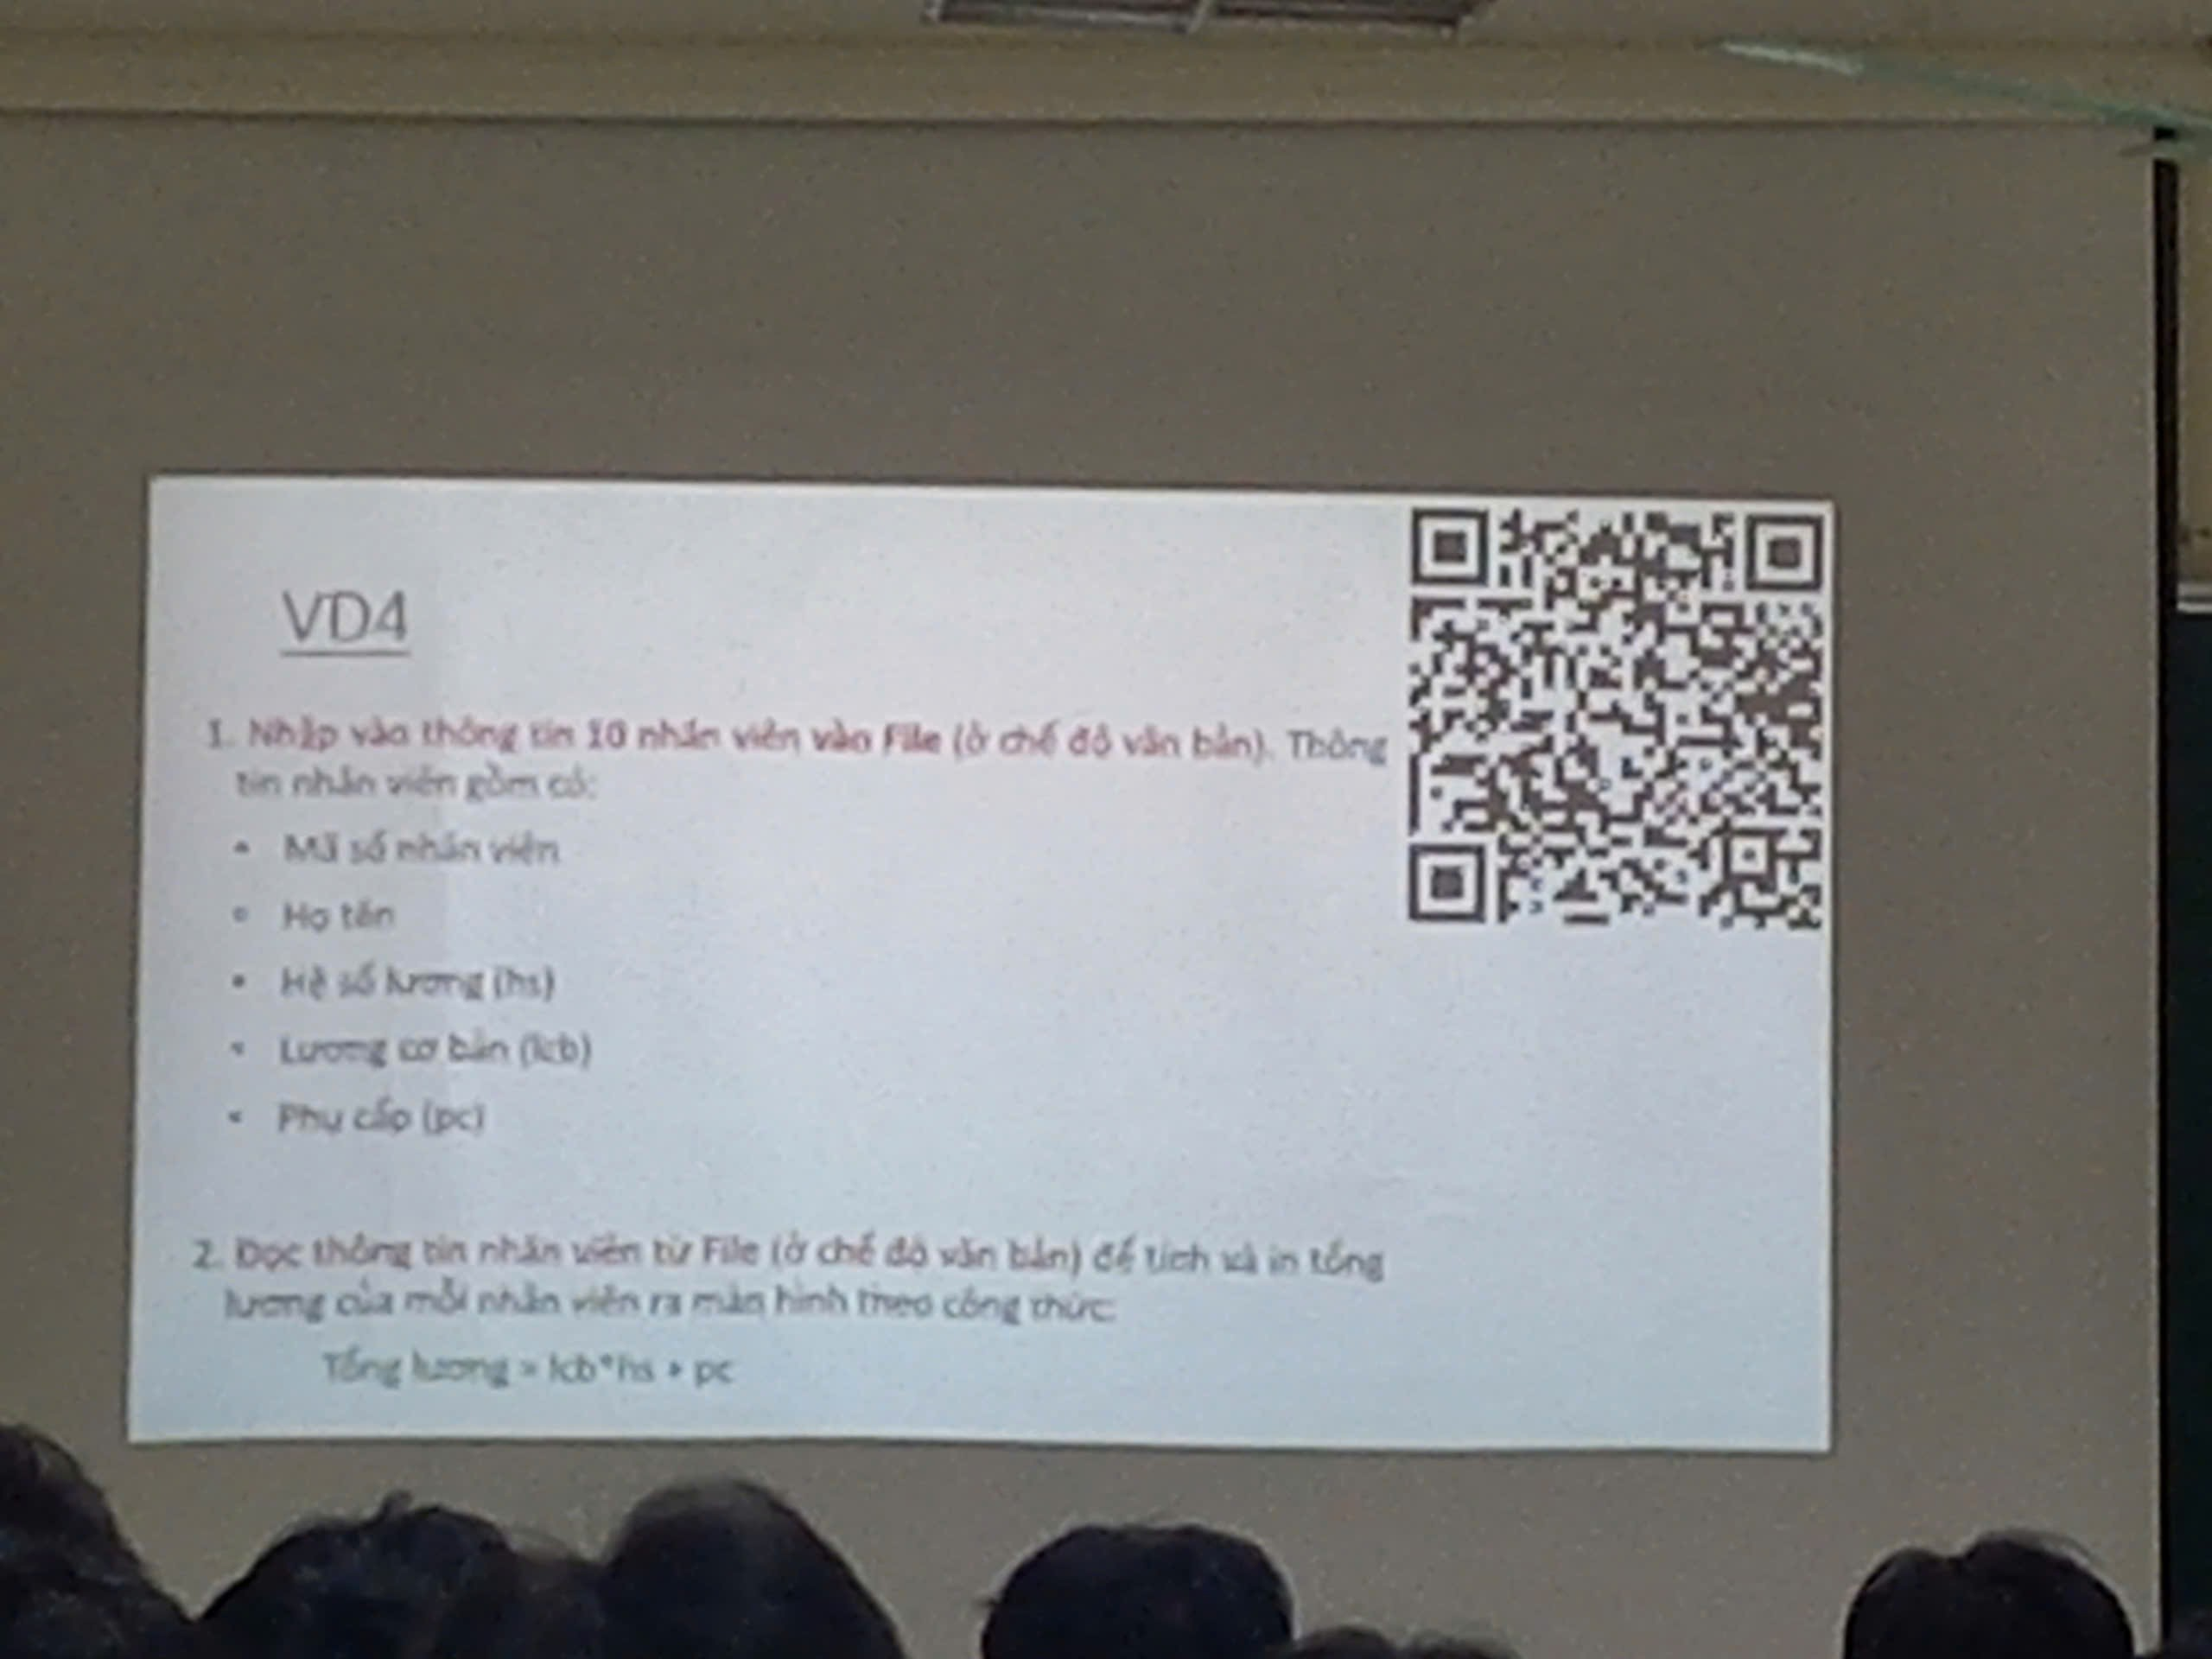 VD4
1. Nhập vào thông tin 10 nhân viên vào File (ở chế độ văn bản). Thông
tin nhân viên gồm có:
• Mã số nhân viên
• Họ tên
• Hệ số lương (hs)
• Lương cơ bản (lcb)
• Phụ cấp (pc)
2. Đọc thông tin nhân viên từ File (ở chế độ văn bản) để tích và in tổng
lương của mỗi nhân viên ra màn hình theo công thức:
Tổng lương = lcb*hs + pc